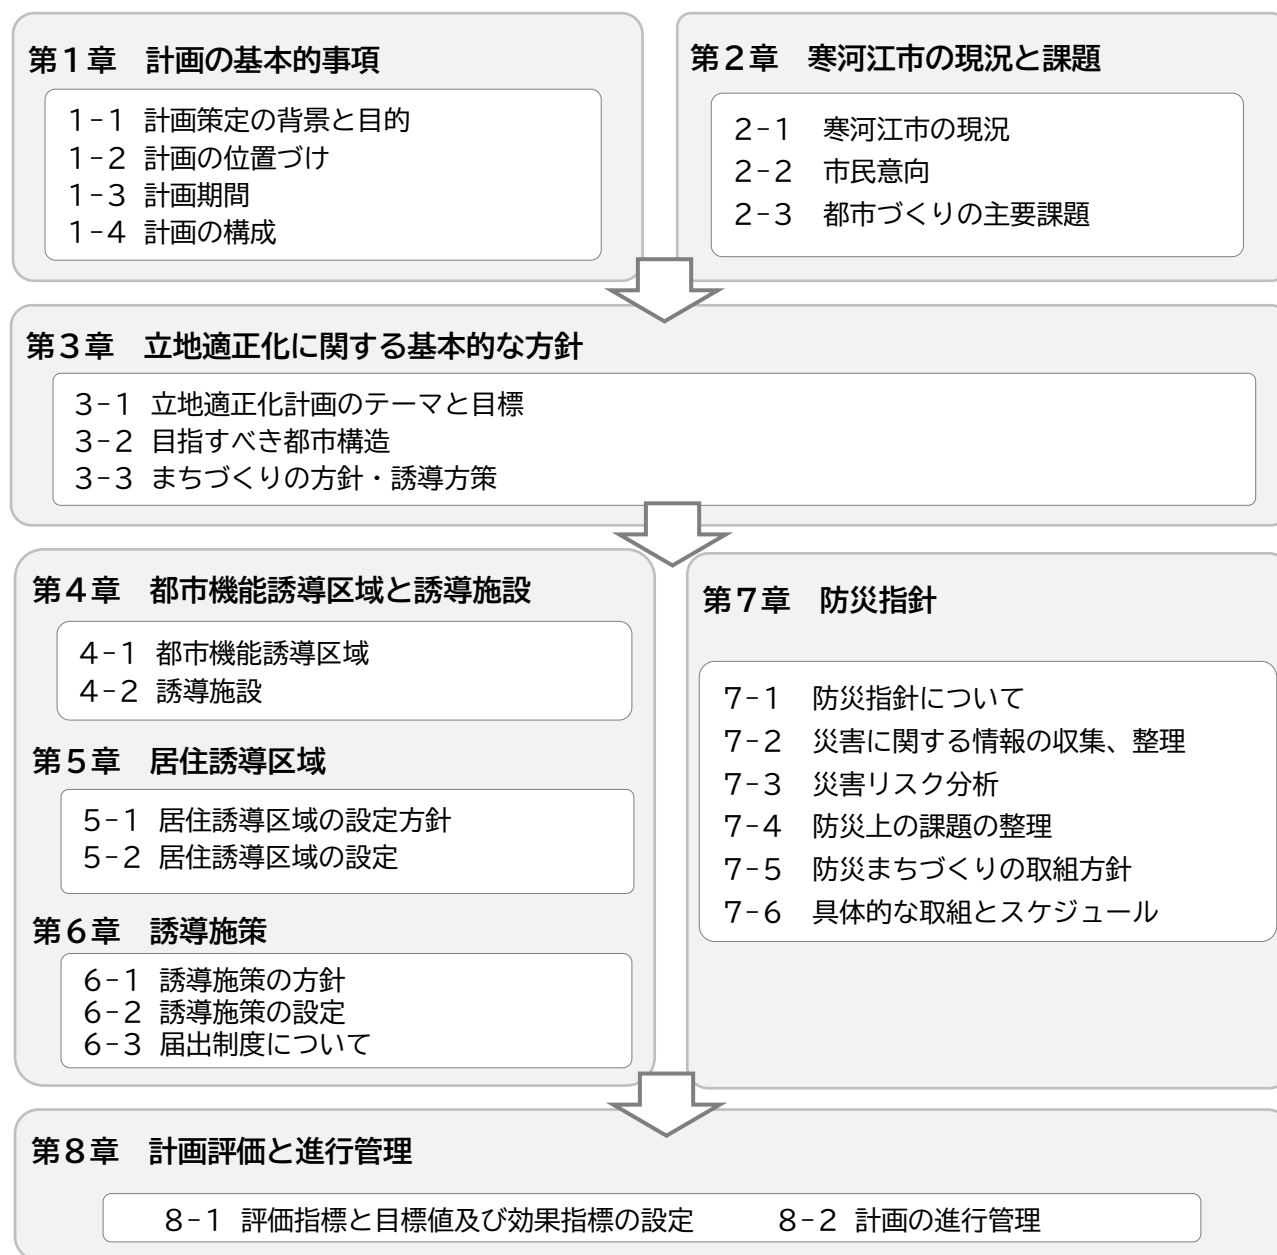 第1章　計画の基本的事項
1-1 計画策定の背景と目的
1-2 計画の位置づけ
1-3 計画期間
1-4 計画の構成
第2章　寒河江市の現況と課題
2-1　寒河江市の現況
2-2　市民意向
2-3　都市づくりの主要課題
第3章　立地適正化に関する基本的な方針
3-1 立地適正化計画のテーマと目標
3-2 目指すべき都市構造
3-3 まちづくりの方針・誘導方策
第4章　都市機能誘導区域と誘導施設
4-1 都市機能誘導区域
4-2 誘導施設
第5章　居住誘導区域
5-1 居住誘導区域の設定方針
5-2 居住誘導区域の設定
第6章　誘導施策
6-1 誘導施策の方針
6-2 誘導施策の設定
6-3 届出制度について
第7章　防災指針
7-1　防災指針について
7-2　災害に関する情報の収集、整理
7-3　災害リスク分析
7-4　防災上の課題の整理
7-5　防災まちづくりの取組方針
7-6　具体的な取組とスケジュール
第8章　計画評価と進行管理
8-1 評価指標と目標値及び効果指標の設定　8-2 計画の進行管理